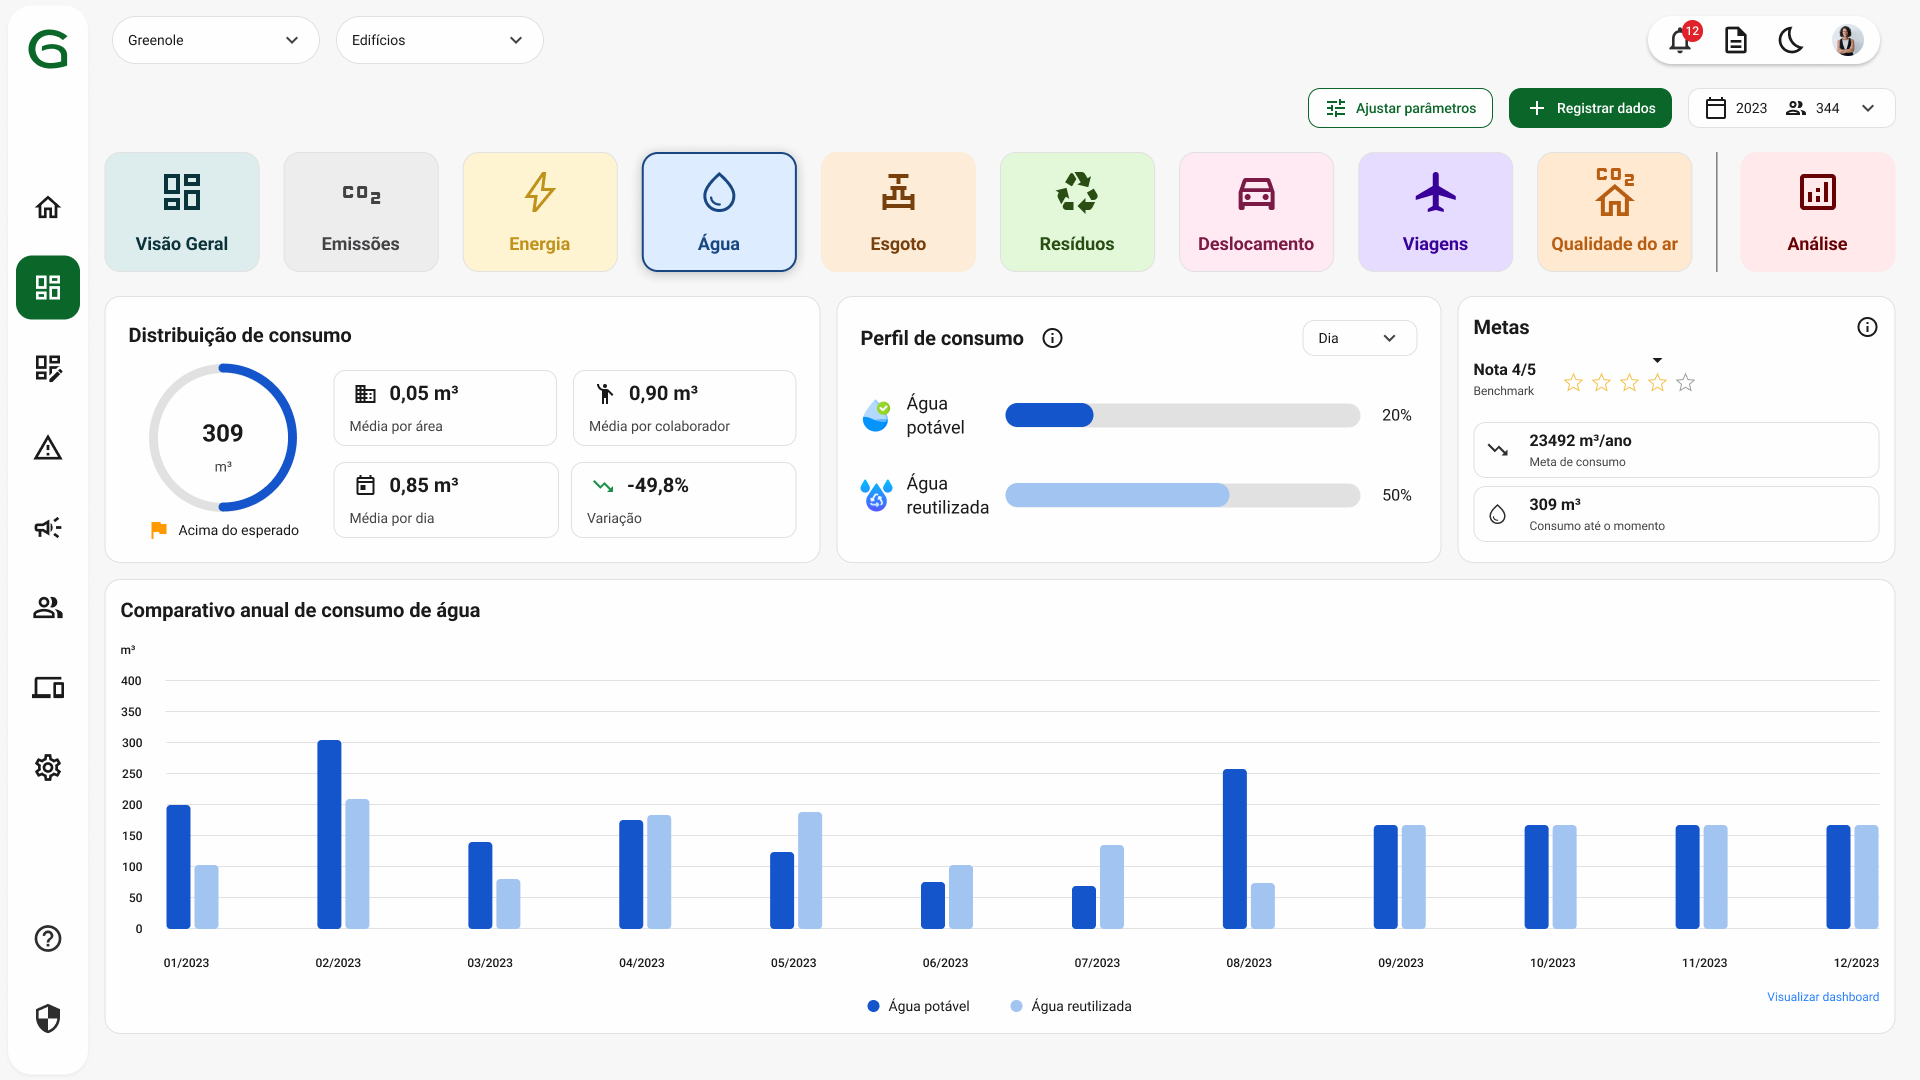 G
Greenole
Edifícios
12
Ajustar parâmetros
Registrar dados
2023
344
Visão Geral
CO2
Emissões
Energia
Água
Esgoto
Resíduos
Deslocamento
Viagens
CO2
Qualidade do ar
Análise
Distribuição de consumo
309
m³
Acima do esperado
0,05 m³
Média por área
0,90 m³
Média por colaborador
0,85 m³
Média por dia
-49,8%
Variação
Perfil de consumo
Dia
Água
potável
20%
Água
reutilizada
50%
Metas
Nota 4/5
Benchmark
23492 m³/ano
Meta de consumo
309 m³
Consumo até o momento
Comparativo anual de consumo de água
m³
400
350
300
250
200
150
100
50
0
01/2023
02/2023
03/2023
04/2023
05/2023
06/2023
07/2023
08/2023
09/2023
10/2023
11/2023
12/2023
Água potável
Água reutilizada
Visualizar dashboard